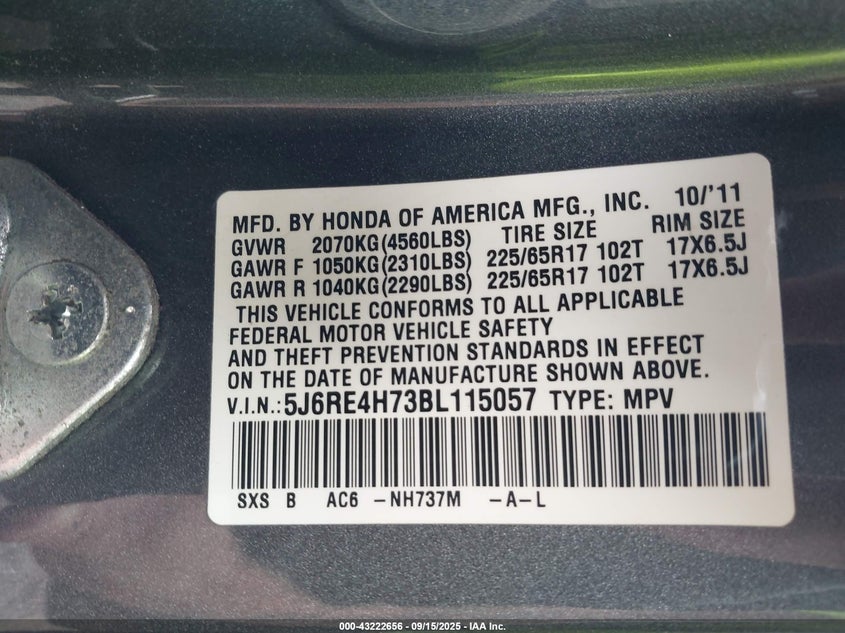 MFD. BY HONDA OF AMERICA MFG., INC. 10/'11
GVWR 2070KG(4560LBS) TIRE SIZE RIM SIZE
GAWR F 1050KG(2310LBS) 225/65R17 102T 17X6.5J
GAWR R 1040KG(2290LBS) 225/65R17 102T 17X6.5J
THIS VEHICLE CONFORMS TO ALL APPLICABLE
FEDERAL MOTOR VEHICLE SAFETY
AND THEFT PREVENTION STANDARDS IN EFFECT
ON THE DATE OF MANUFACTURE SHOWN ABOVE.
V.I.N.: 5J6RE4H73BL115057 TYPE: MPV
SXS B AC6 -NH737M -A-L
000-43222656 - 09/15/2025 - IAA Inc.